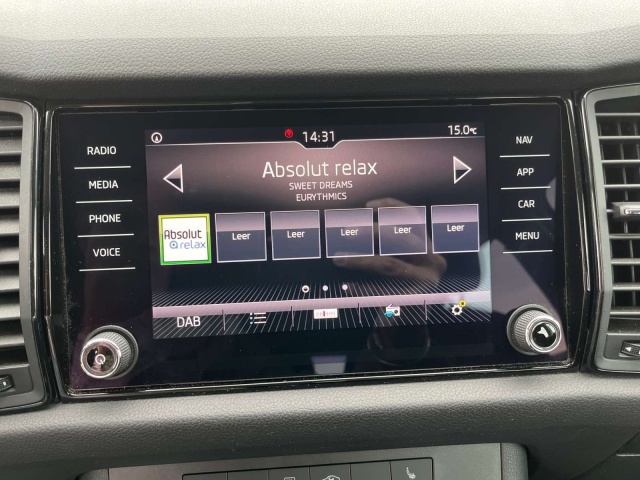 14:31
15.0°C
RADIO
MEDIA
PHONE
VOICE
Absolut relax
SWEET DREAMS
EURYTHMICS
Absolut
relax
Leer
Leer
Leer
Leer
Leer
DAB
NAV
APP
CAR
MENU